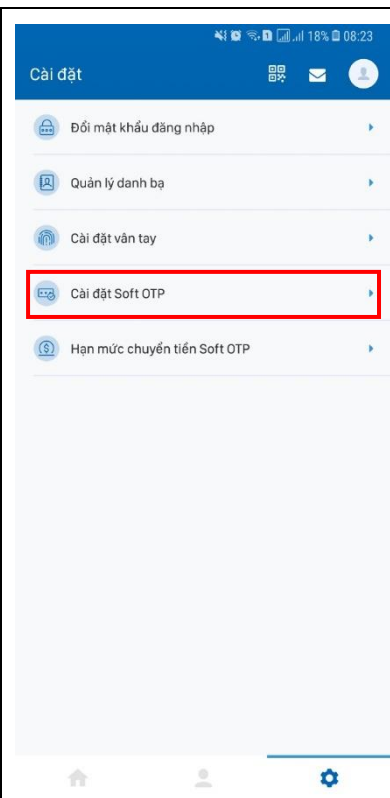 18% 08:23
Cài đặt
Đổi mật khẩu đăng nhập
Quản lý danh bạ
Cài đặt vân tay
Cài đặt Soft OTP
Hạn mức chuyển tiền Soft OTP